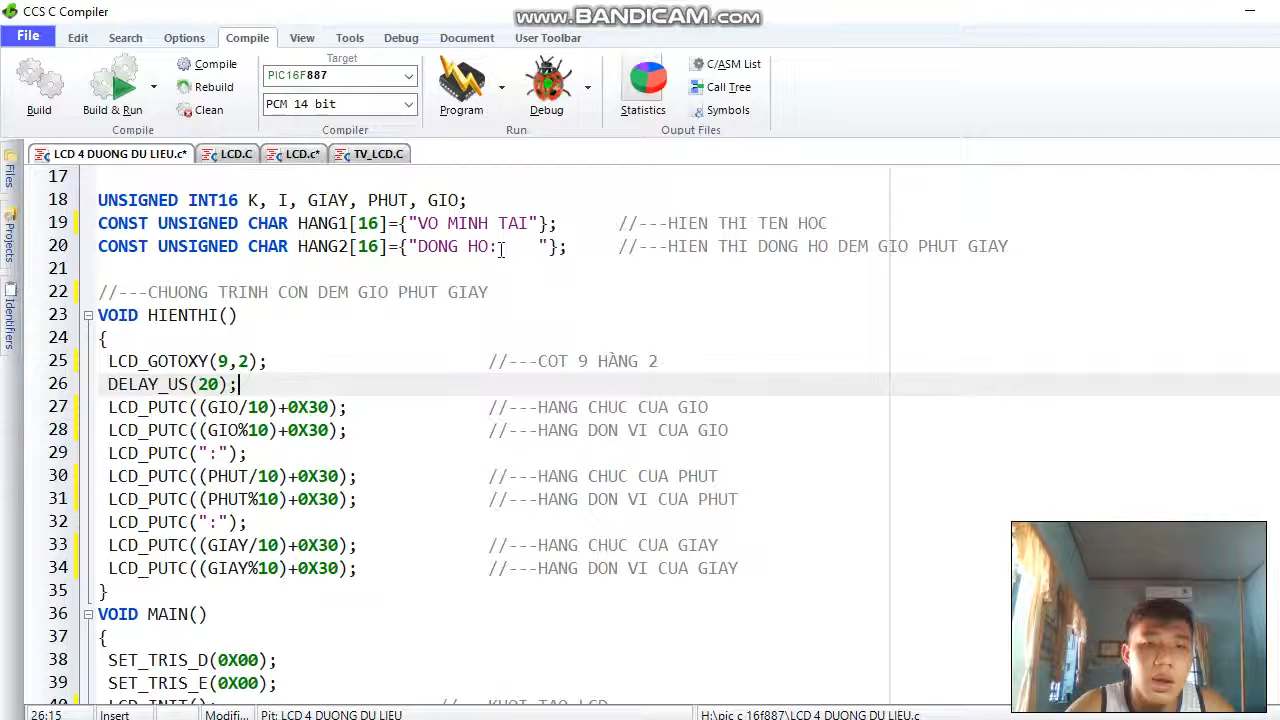 CCS C Compiler
www.BANDICAM.com
File Edit Search Options Compile View Tools Debug Document User Toolbar
Build
Build & Run
Compile
Rebuild
Clean
Compile
Target
PIC16F887
PCM 14 bit
Compiler
Program
Debug
Run
Statistics
C/ASM List
Call Tree
Symbols
Ouput Files
LCD 4 DUONG DU LIEU.c* LCD.C LCD.c* TV_LCD.C
Files
Projects
Identifiers
17
18 UNSIGNED INT16 K, I, GIAY, PHUT, GIO;
19 CONST UNSIGNED CHAR HANG1[16]={"VO MINH TAI"}; //---HIEN THI TEN HOC
20 CONST UNSIGNED CHAR HANG2[16]={"DONG HO: "}; //---HIEN THI DONG HO DEM GIO PHUT GIAY
21
22 //---CHUONG TRINH CON DEM GIO PHUT GIAY
23 VOID HIENTHI()
24 {
25 LCD_GOTOXY(9,2); //---COT 9 HÀNG 2
26 DELAY_US(20);
27 LCD_PUTC((GIO/10)+0X30); //---HANG CHUC CUA GIO
28 LCD_PUTC((GIO%10)+0X30); //---HANG DON VI CUA GIO
29 LCD_PUTC(":");
30 LCD_PUTC((PHUT/10)+0X30); //---HANG CHUC CUA PHUT
31 LCD_PUTC((PHUT%10)+0X30); //---HANG DON VI CUA PHUT
32 LCD_PUTC(":");
33 LCD_PUTC((GIAY/10)+0X30); //---HANG CHUC CUA GIAY
34 LCD_PUTC((GIAY%10)+0X30); //---HANG DON VI CUA GIAY
35 }
36 VOID MAIN()
37 {
38 SET_TRIS_D(0X00);
39 SET_TRIS_E(0X00);
40 LCD_INIT(); //---KHOI TAO LCD
26:15 Insert Modifi... Pjt: LCD 4 DUONG DU LIEU H:\pic c 16f887\LCD 4 DUONG DU LIEU.c